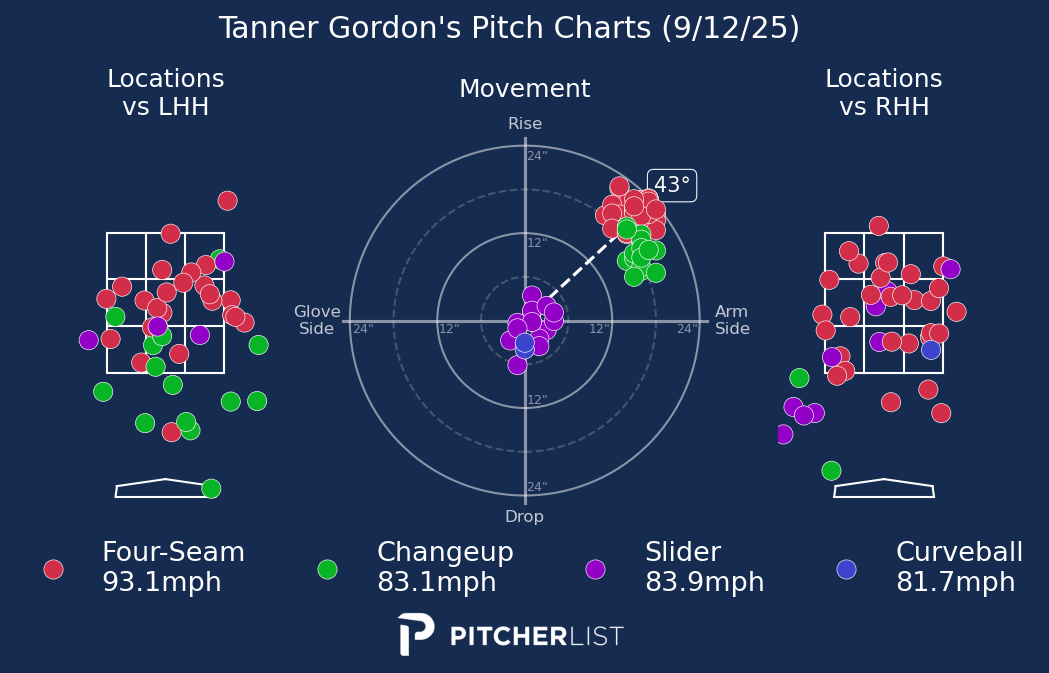 Tanner Gordon's Pitch Charts (9/12/25)
Locations
vs LHH
Movement
Locations
vs RHH
Rise
24"
43°
12"
Glove
Side
24"
12"
12"
24"
Arm
Side
12"
24"
Drop
Four-Seam
93.1mph
Changeup
83.1mph
Slider
83.9mph
Curveball
81.7mph
PITCHERLIST